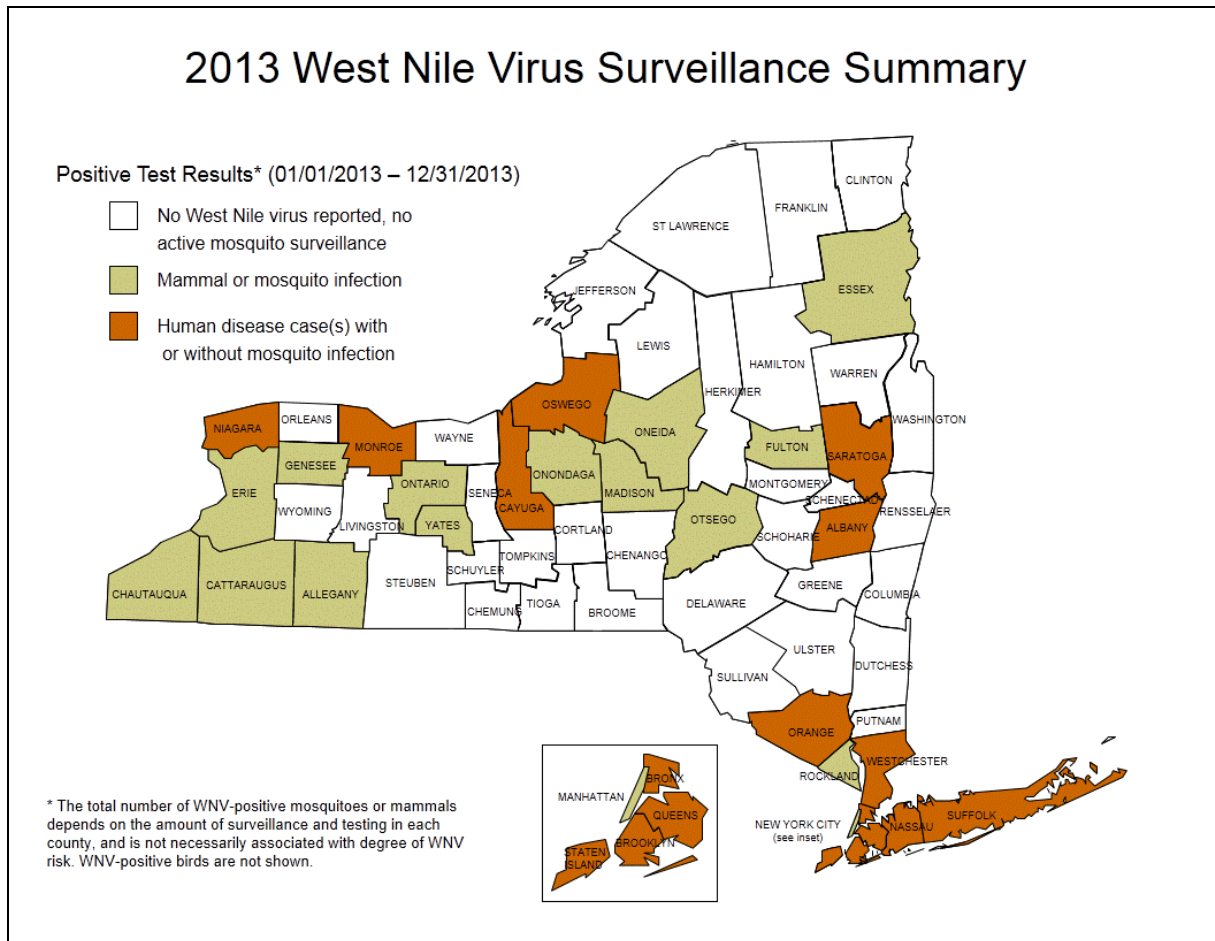 2013 West Nile Virus Surveillance Summary
Positive Test Results* (01/01/2013 – 12/31/2013)
No West Nile virus reported, no
active mosquito surveillance
Mammal or mosquito infection
Human disease case(s) with
or without mosquito infection
CLINTON
FRANKLIN
ST LAWRENCE
ESSEX
JEFFERSON
LEWIS
HAMILTON
HERKIMER
WARREN
WASHINGTON
OSWEGO
ONEIDA
FULTON
SARATOGA
NIAGARA
ORLEANS
MONROE
WAYNE
GENESEE
ONTARIO
ONONDAGA
MADISON
MONTGOMERY
SCHENECTADY
RENSSELAER
ERIE
WYOMING
LIVINGSTON
SENECA
CAYUGA
YATES
OTSEGO
SCHOHARIE
ALBANY
CORTLAND
CHENANGO
TOMPKINS
SCHUYLER
STEUBEN
CHAUTAUQUA
CATTARAUGUS
ALLEGANY
CHEMUNG
TIOGA
BROOME
DELAWARE
GREENE
COLUMBIA
ULSTER
DUTCHESS
SULLIVAN
ORANGE
PUTNAM
ROCKLAND
WESTCHESTER
NEW YORK CITY
(see inset)
NASSAU
SUFFOLK
BRONX
MANHATTAN
QUEENS
BROOKLYN
STATEN
ISLAND
* The total number of WNV-positive mosquitoes or mammals
depends on the amount of surveillance and testing in each
county, and is not necessarily associated with degree of WNV
risk. WNV-positive birds are not shown.